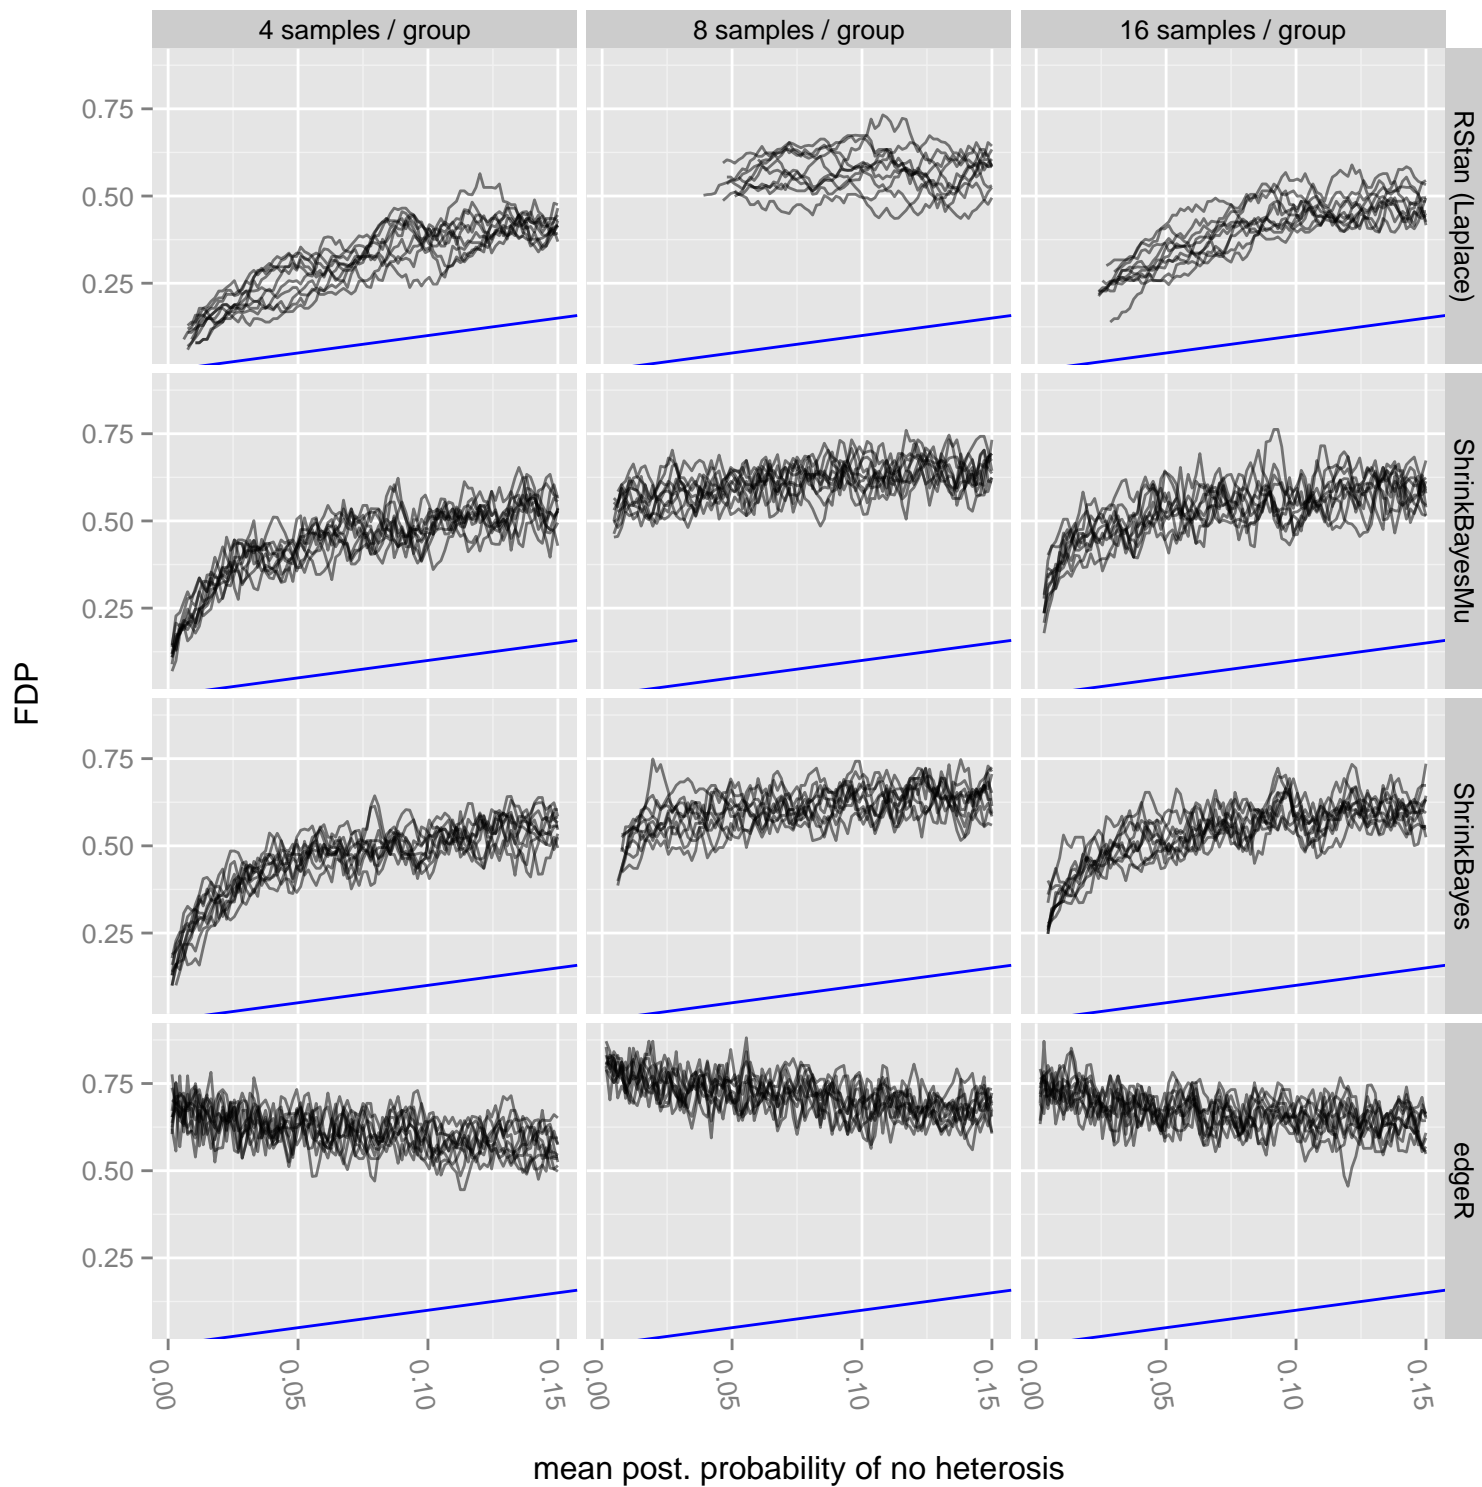 4 samples / group
8 samples / group
16 samples / group
0.75
0.50
0.25
RStan (Laplace)
0.75
0.50
0.25
ShrinkBayesMu
FDP
0.75
0.50
0.25
ShrinkBayes
0.75
0.50
0.25
edgeR
0.00
0.05
0.10
0.15
0.00
0.05
0.10
0.15
0.00
0.05
0.10
0.15
mean post. probability of no heterosis